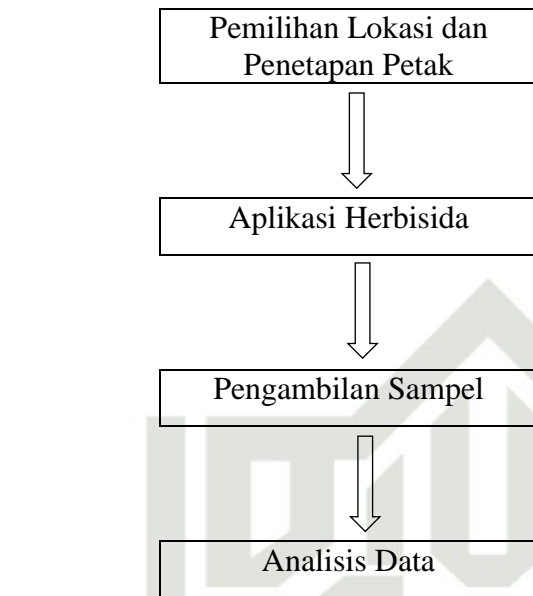 Pemilihan Lokasi dan
Penetapan Petak
Aplikasi Herbisida
Pengambilan Sampel
Analisis Data